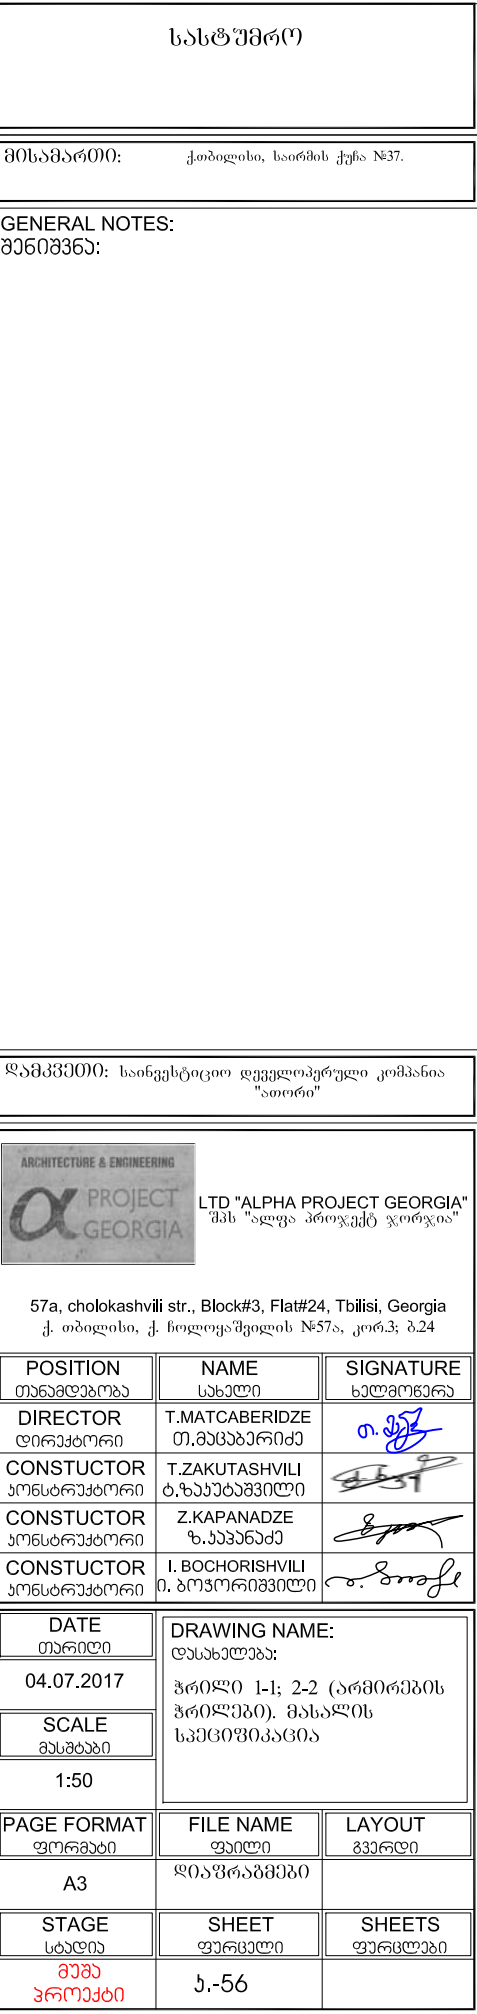 სასტუმრო
მისამართი: ქ.თბილისი, საირმის ქუჩა №37.
GENERAL NOTES:
შენიშვნა:
დამკვეთი: საინვესტიციო დეველოპერული კომპანია
"ათორი"
ARCHITECTURE & ENGINEERING
α PROJECT
GEORGIA
LTD "ALPHA PROJECT GEORGIA"
შპს "ალფა პროჯექტ ჯორჯია"
57a, cholokashvili str., Block#3, Flat#24, Tbilisi, Georgia
ქ. თბილისი, ქ. ჩოლოყაშვილის №57ა, კორ.3; ბ.24
POSITION NAME SIGNATURE
თანამდებობა სახელი ხელმოწერა
DIRECTOR T.MATCABERIDZE
დირექტორი თ.მაცაბერიძე
CONSTUCTOR T.ZAKUTASHVILI
კონსტრუქტორი ტ.ზაკუტაშვილი
CONSTUCTOR Z.KAPANADZE
კონსტრუქტორი ზ.კაპანაძე
CONSTUCTOR I. BOCHORISHVILI
კონსტრუქტორი ი. ბოჭორიშვილი
DATE
თარიღი
04.07.2017
SCALE
მასშტაბი
1:50
DRAWING NAME:
დასახელება:
ჭრილი 1-1; 2-2 (არმირების
ჭრილები). მასალის
სპეციფიკაცია
PAGE FORMAT FILE NAME LAYOUT
ფორმატი ფაილი გვერდი
A3 დიაფრაგმები
STAGE SHEET SHEETS
სტადია ფურცელი ფურცლები
მუშა
პროექტი
კ.-56